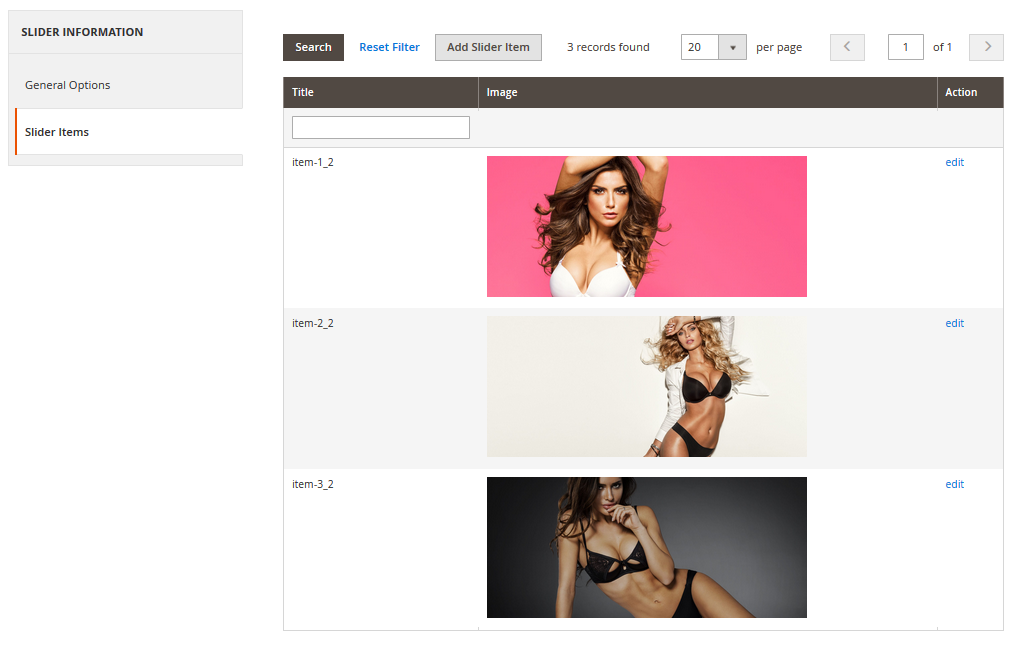 SLIDER INFORMATION
General Options
Slider Items
Search Reset Filter Add Slider Item 3 records found 20 per page 1 of 1
Title Image Action
item-1_2 edit
item-2_2 edit
item-3_2 edit